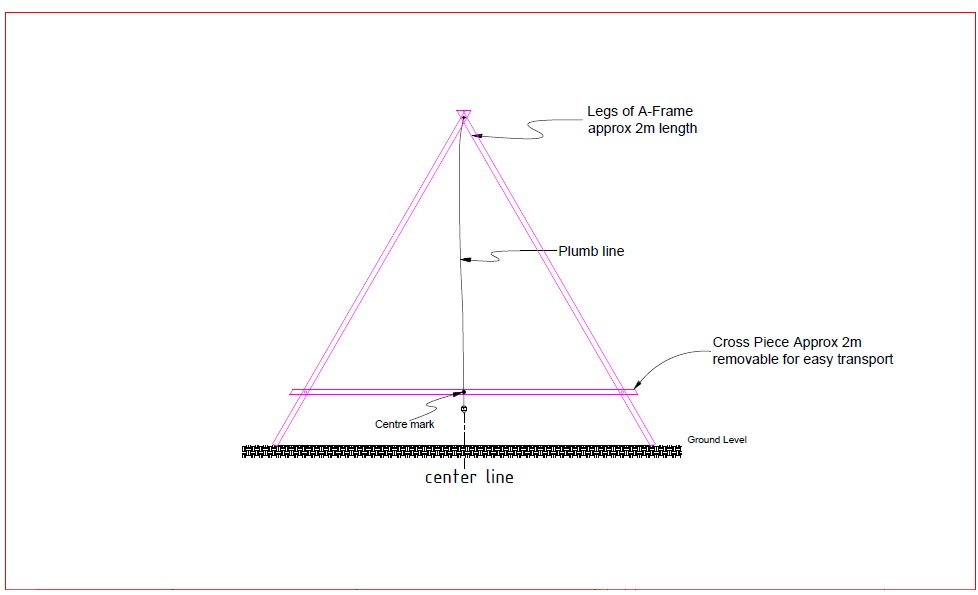 Legs of A-Frame
approx 2m length
Plumb line
Cross Piece Approx 2m
removable for easy transport
Centre mark
Ground Level
center line